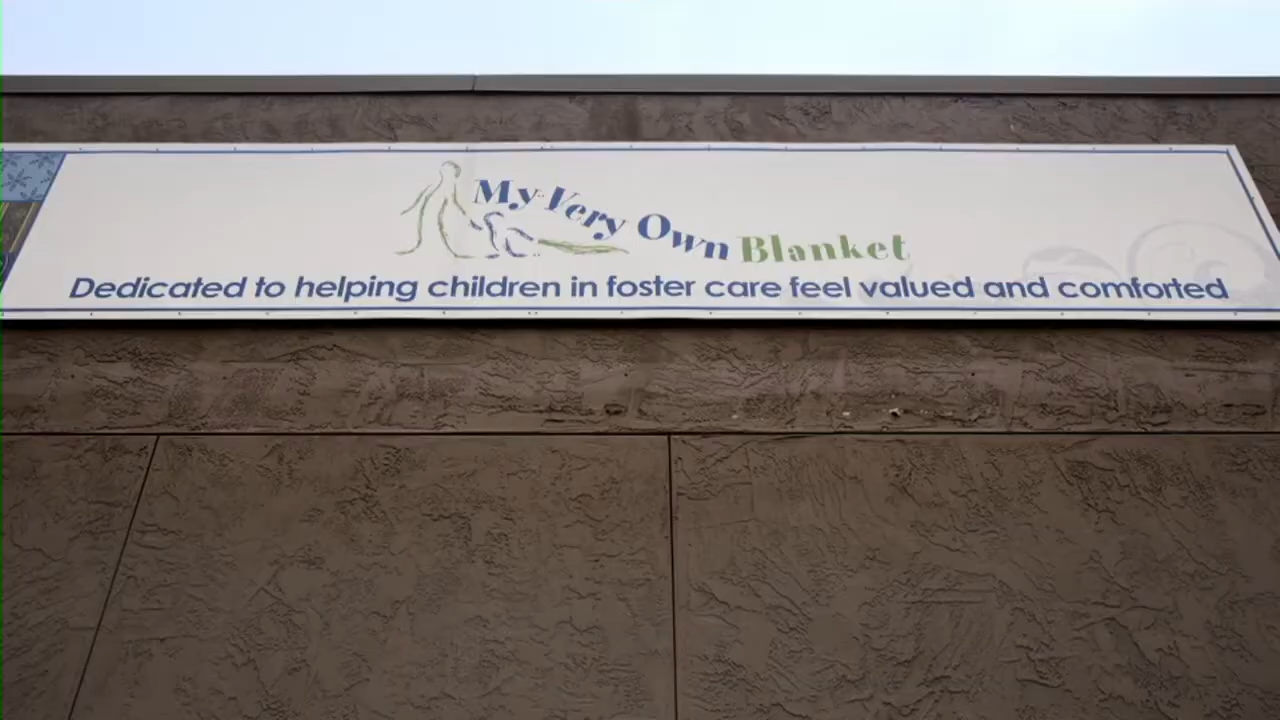 My Very Own Blanket
Dedicated to helping children in foster care feel valued and comforted